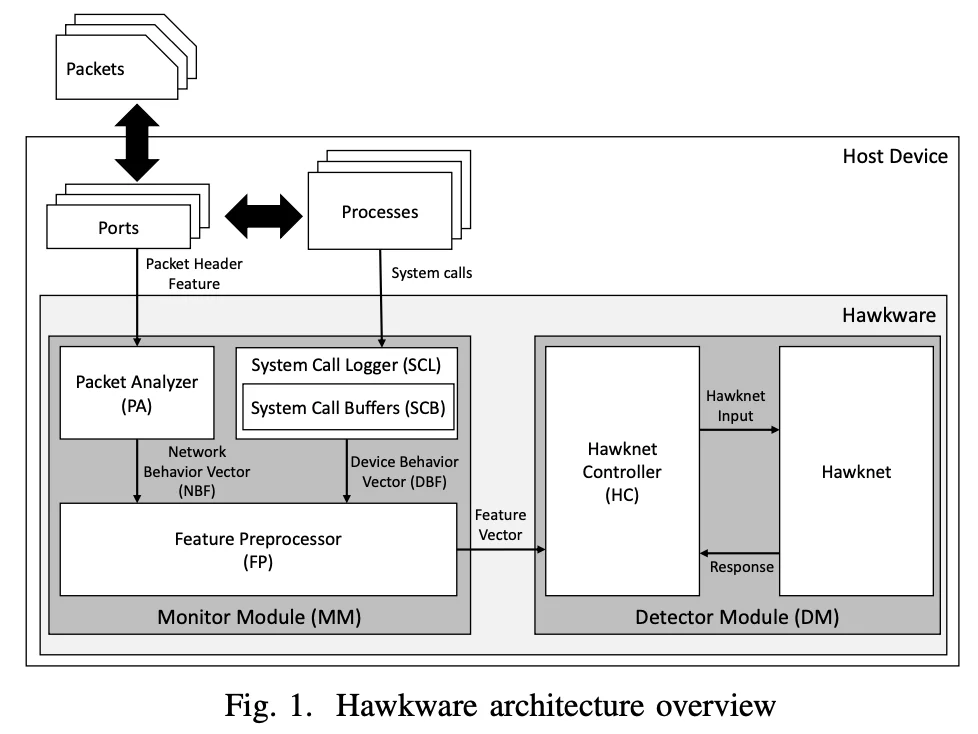 Packets
Host Device
Ports
Processes
Packet Header
Feature
System calls
Hawkware
Packet Analyzer
(PA)
System Call Logger (SCL)
System Call Buffers (SCB)
Network
Behavior Vector
(NBF)
Device Behavior
Vector (DBF)
Feature Preprocessor
(FP)
Monitor Module (MM)
Feature
Vector
Hawknet
Controller
(HC)
Hawknet
Input
Hawknet
Response
Detector Module (DM)
Fig. 1. Hawkware architecture overview